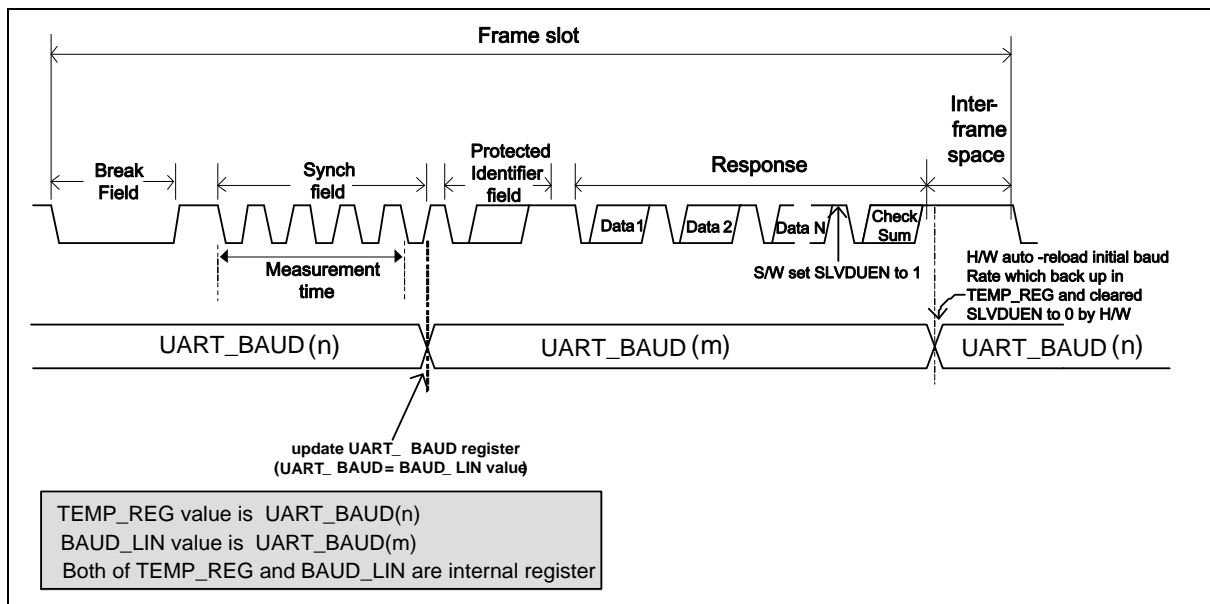 Frame slot
Inter-
frame
space
Break
Field
Synch
field
Protected
Identifier
field
Response
Data 1
Data 2
Data N
Check
Sum
Measurement
time
S/W set SLVDUEN to 1
H/W auto -reload initial baud
Rate which back up in
TEMP_REG and cleared
SLVDUEN to 0 by H/W
UART_BAUD (n)
UART_BAUD (m)
UART_BAUD (n)
update UART_ BAUD register
(UART_ BAUD = BAUD_ LIN value)
TEMP_REG value is UART_BAUD(n)
BAUD_LIN value is UART_BAUD(m)
Both of TEMP_REG and BAUD_LIN are internal register